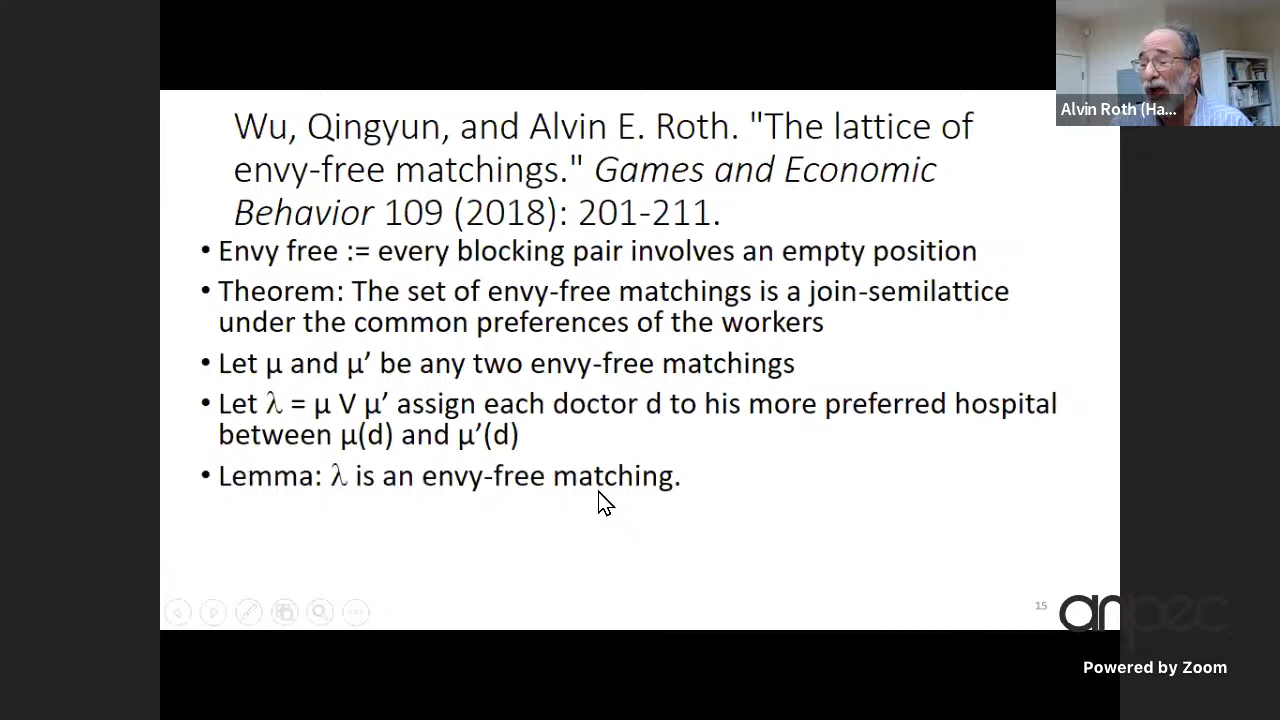 Wu, Qingyun, and Alvin E. Roth. "The lattice of
envy-free matchings." Games and Economic
Behavior 109 (2018): 201-211.
• Envy free := every blocking pair involves an empty position
• Theorem: The set of envy-free matchings is a join-semilattice
under the common preferences of the workers
• Let µ and µ’ be any two envy-free matchings
• Let λ = µ V µ’ assign each doctor d to his more preferred hospital
between µ(d) and µ’(d)
• Lemma: λ is an envy-free matching.
Alvin Roth (Ha...
15
anpec
Powered by Zoom